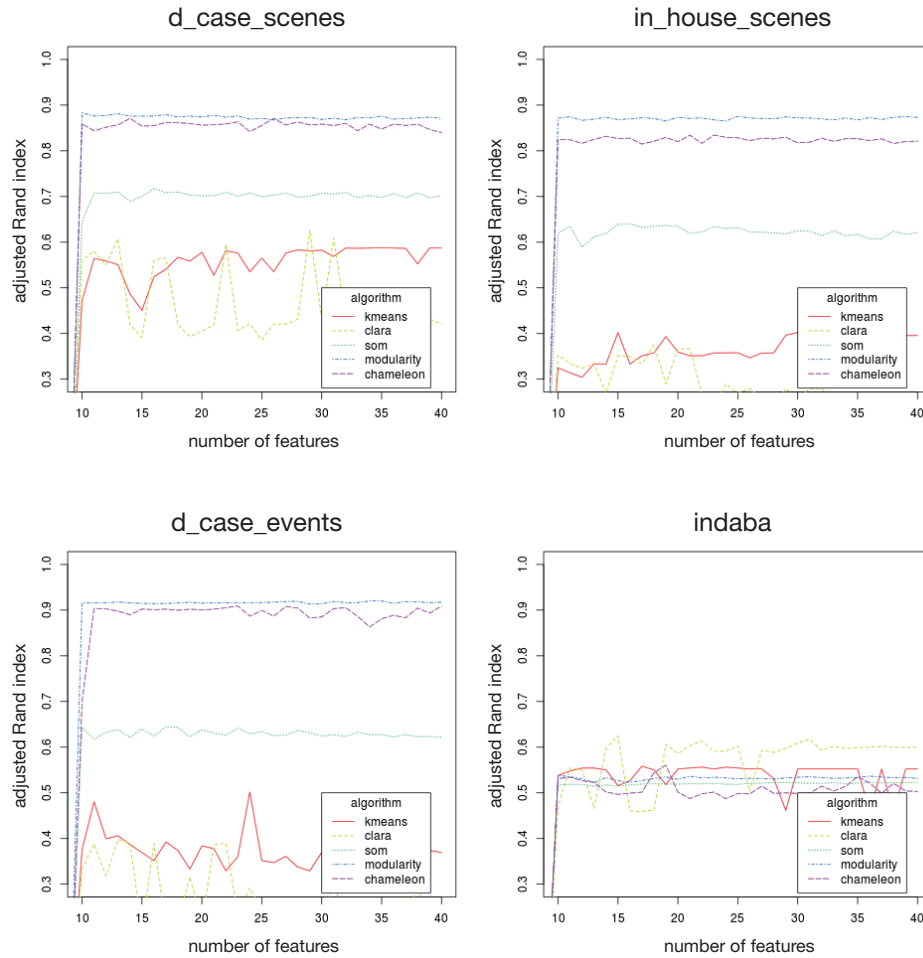 d_case_scenes
adjusted Rand index
1.0
0.9
0.8
0.7
0.6
0.5
0.4
0.3
algorithm
kmeans
clara
som
modularity
chameleon
10 15 20 25 30 35 40
number of features
in_house_scenes
adjusted Rand index
1.0
0.9
0.8
0.7
0.6
0.5
0.4
0.3
algorithm
kmeans
clara
som
modularity
chameleon
10 15 20 25 30 35 40
number of features
d_case_events
adjusted Rand index
1.0
0.9
0.8
0.7
0.6
0.5
0.4
0.3
algorithm
kmeans
clara
som
modularity
chameleon
10 15 20 25 30 35 40
number of features
indaba
adjusted Rand index
1.0
0.9
0.8
0.7
0.6
0.5
0.4
0.3
algorithm
kmeans
clara
som
modularity
chameleon
10 15 20 25 30 35 40
number of features